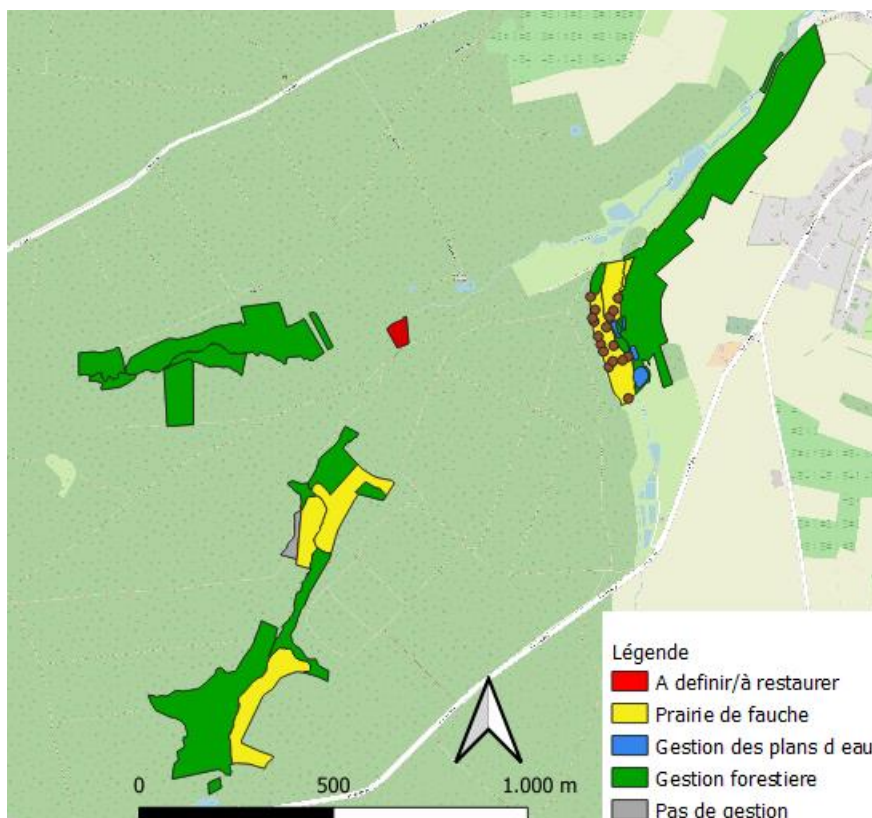 Légende
A definir/à restaurer
Prairie de fauche
Gestion des plans d eau
Gestion forestiere
Pas de gestion
0 500 1.000 m